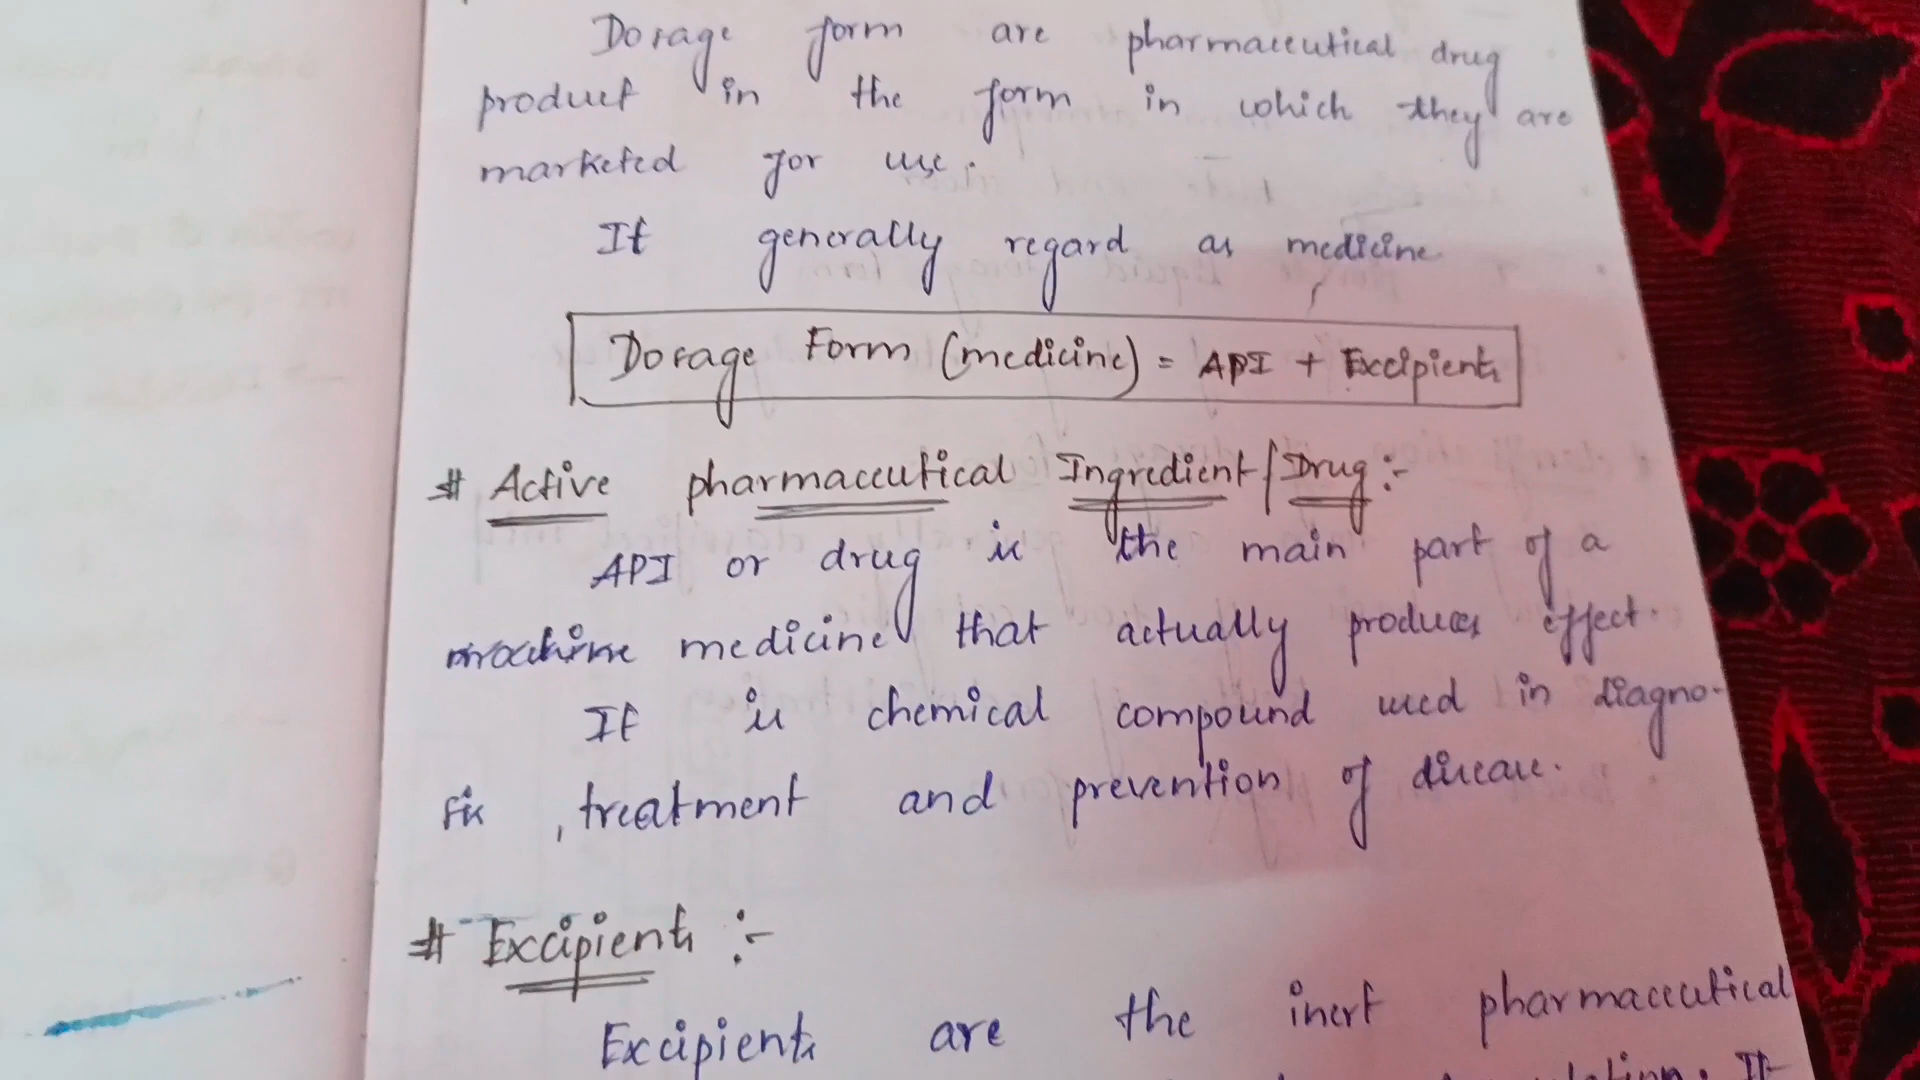 Dosage form are pharmaceutical drug
product in the form in which they are
marketed for use.
It generally regard as medicine
Dosage Form (medicine) = API + Excipients
# Active pharmaceutical Ingredient / Drug :-
API or drug is the main part of a
medicine that actually produces effect.
It is chemical compound used in diagno-
sis , treatment and prevention of disease.
# Excipients :-
Excipients are the inert pharmaceutical
It